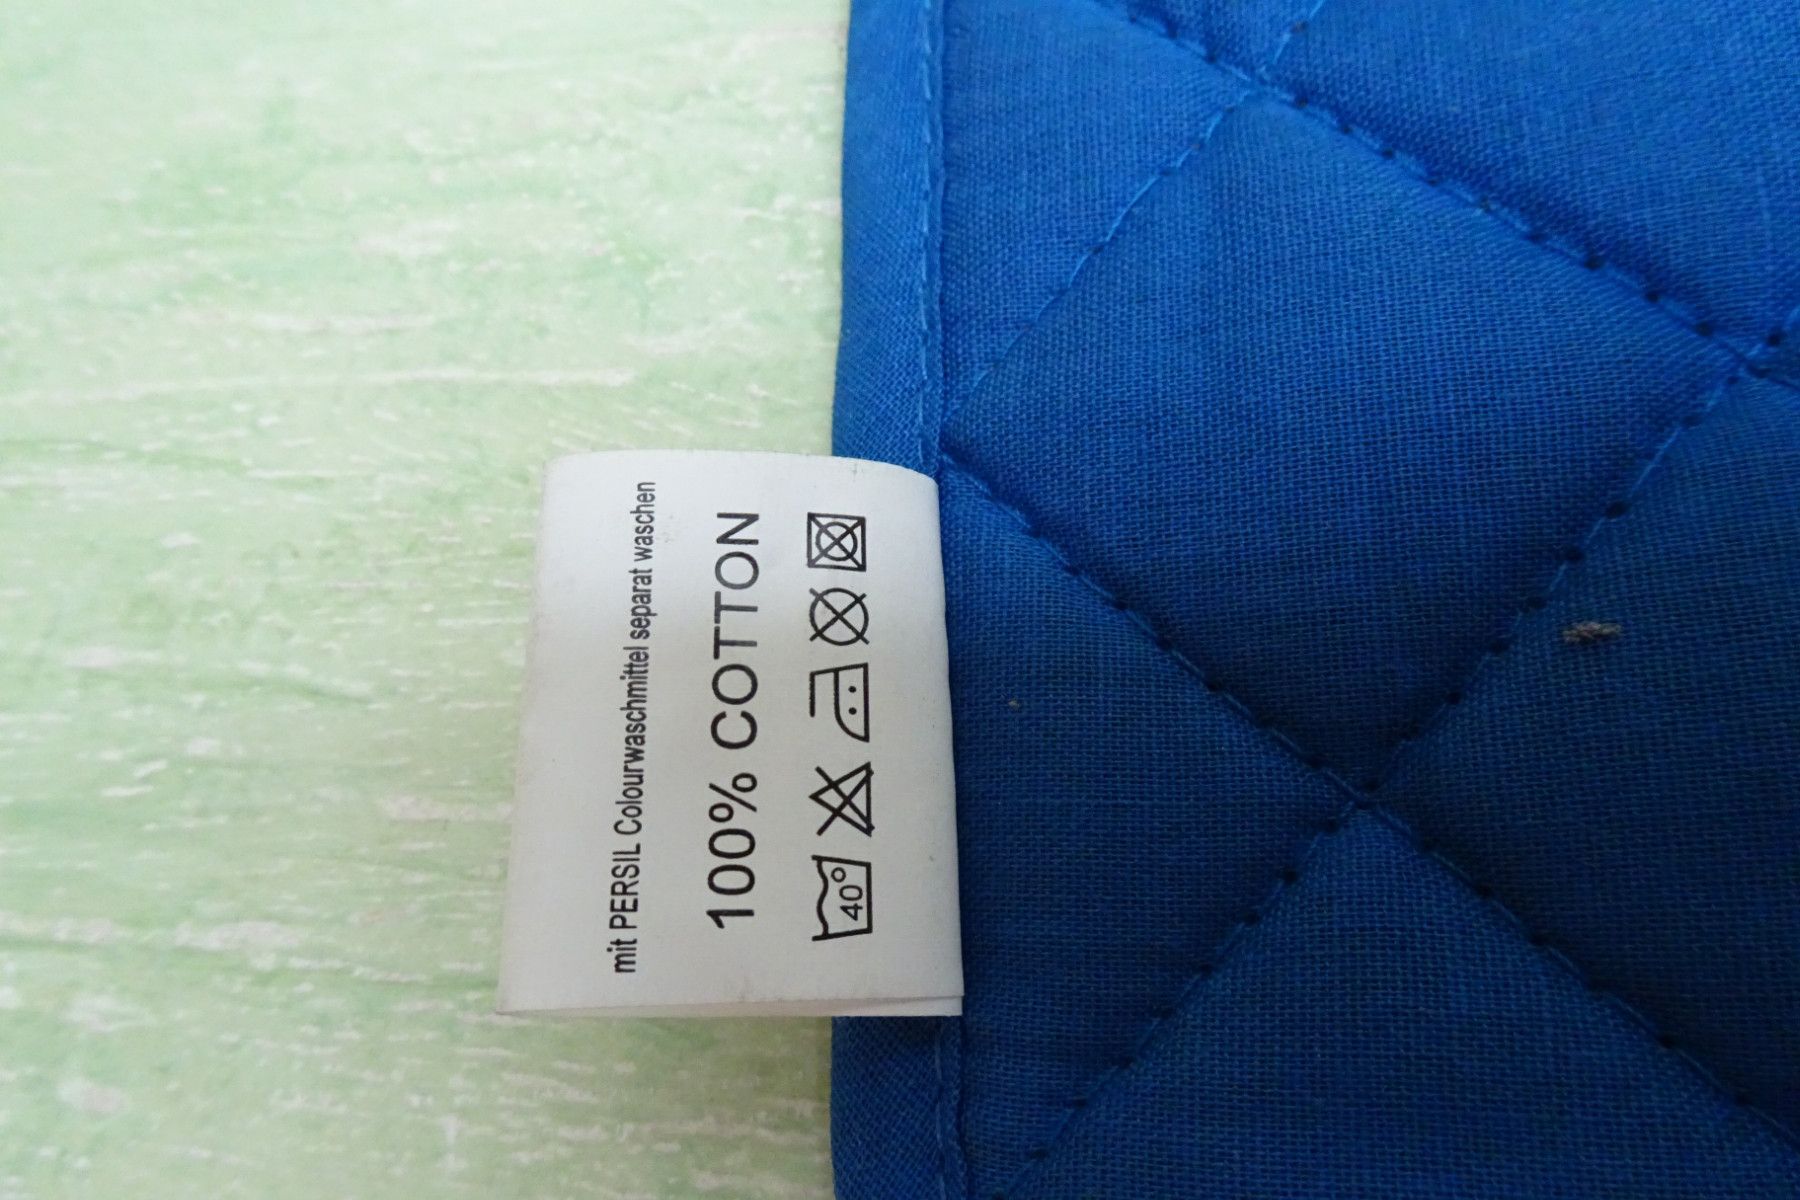 mit PERSIL Colourwaschmittel separat waschen
100% COTTON
40°